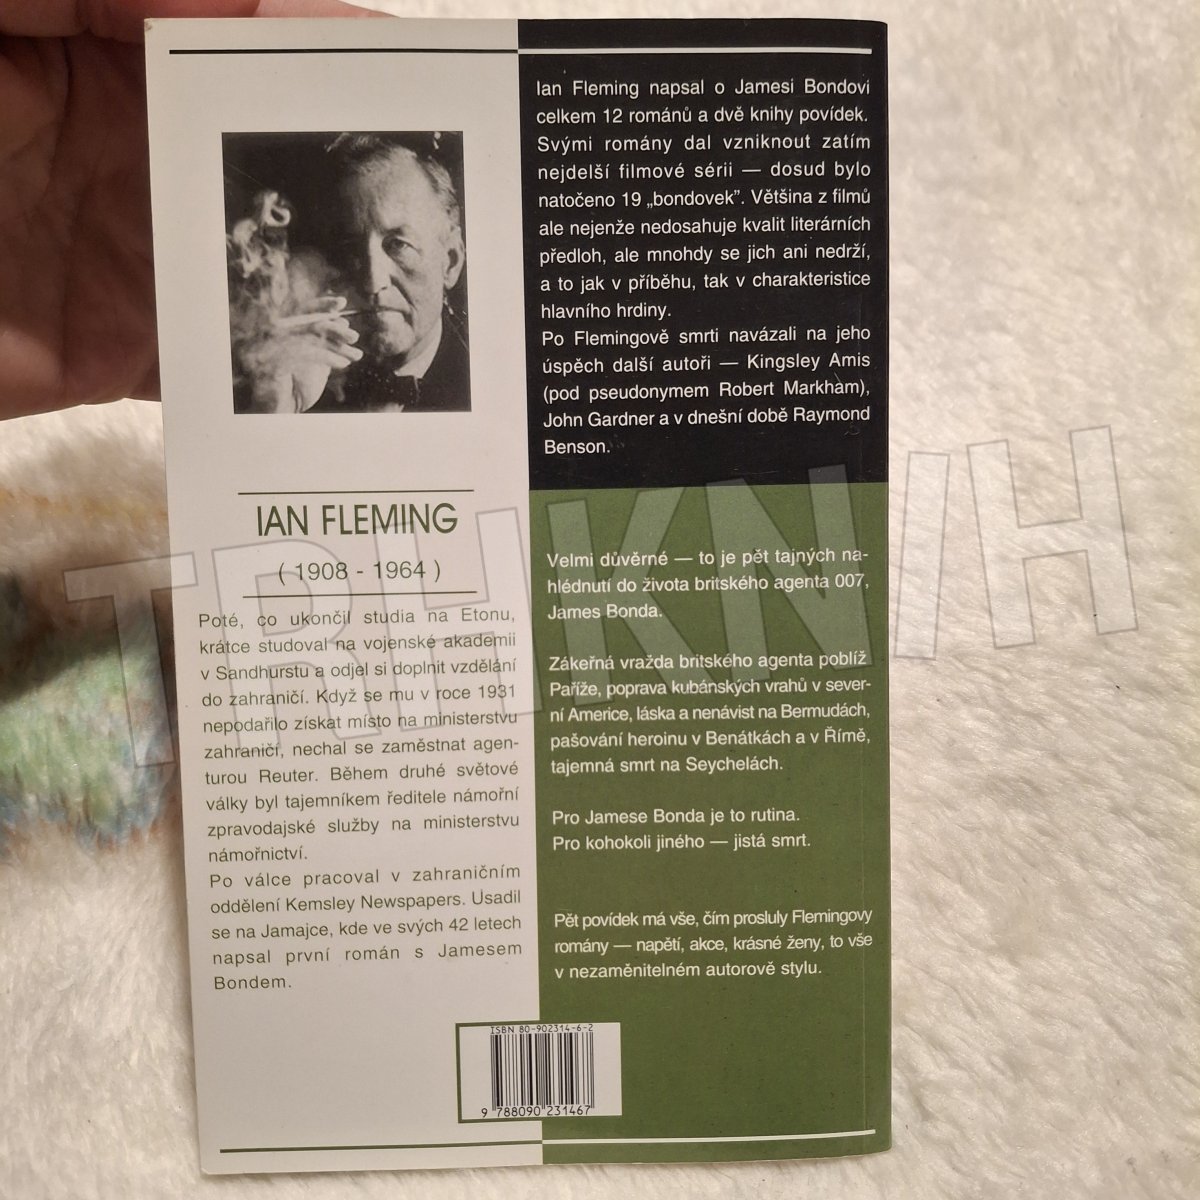 IAN FLEMING
( 1908 - 1964 )
Poté, co ukončil studia na Etonu,
krátce studoval na vojenské akademii
v Sandhurstu a odjel si doplnit vzdělání
do zahraničí. Když se mu v roce 1931
nepodařilo získat místo na ministerstvu
zahraničí, nechal se zaměstnat agen-
turou Reuter. Během druhé světové
války byl tajemníkem ředitele námořní
zpravodajské služby na ministerstvu
námořnictví.
Po válce pracoval v zahraničním
oddělení Kemsley Newspapers. Usadil
se na Jamajce, kde ve svých 42 letech
napsal první román s Jamesem
Bondem.
Ian Fleming napsal o Jamesi Bondovi
celkem 12 románů a dvě knihy povídek.
Svými romány dal vzniknout zatím
nejdelší filmové sérii — dosud bylo
natočeno 19 „bondovek”. Většina z filmů
ale nejenže nedosahuje kvalit literárních
předloh, ale mnohdy se jich ani nedrží,
a to jak v příběhu, tak v charakteristice
hlavního hrdiny.
Po Flemingově smrti navázali na jeho
úspěch další autoři — Kingsley Amis
(pod pseudonymem Robert Markham),
John Gardner a v dnešní době Raymond
Benson.
Velmi důvěrné — to je pět tajných na-
hlédnutí do života britského agenta 007,
James Bonda.
Zákeřná vražda britského agenta poblíž
Paříže, poprava kubánských vrahů v sever-
ní Americe, láska a nenávist na Bermudách,
pašování heroinu v Benátkách a v Římě,
tajemná smrt na Seychelách.
Pro Jamese Bonda je to rutina.
Pro kohokoli jiného — jistá smrt.
Pět povídek má vše, čím prosluly Flemingovy
romány — napětí, akce, krásné ženy, to vše
v nezaměnitelném autorově stylu.
ISBN 80-902314-6-2
9 788090 231467
TRHKNIH